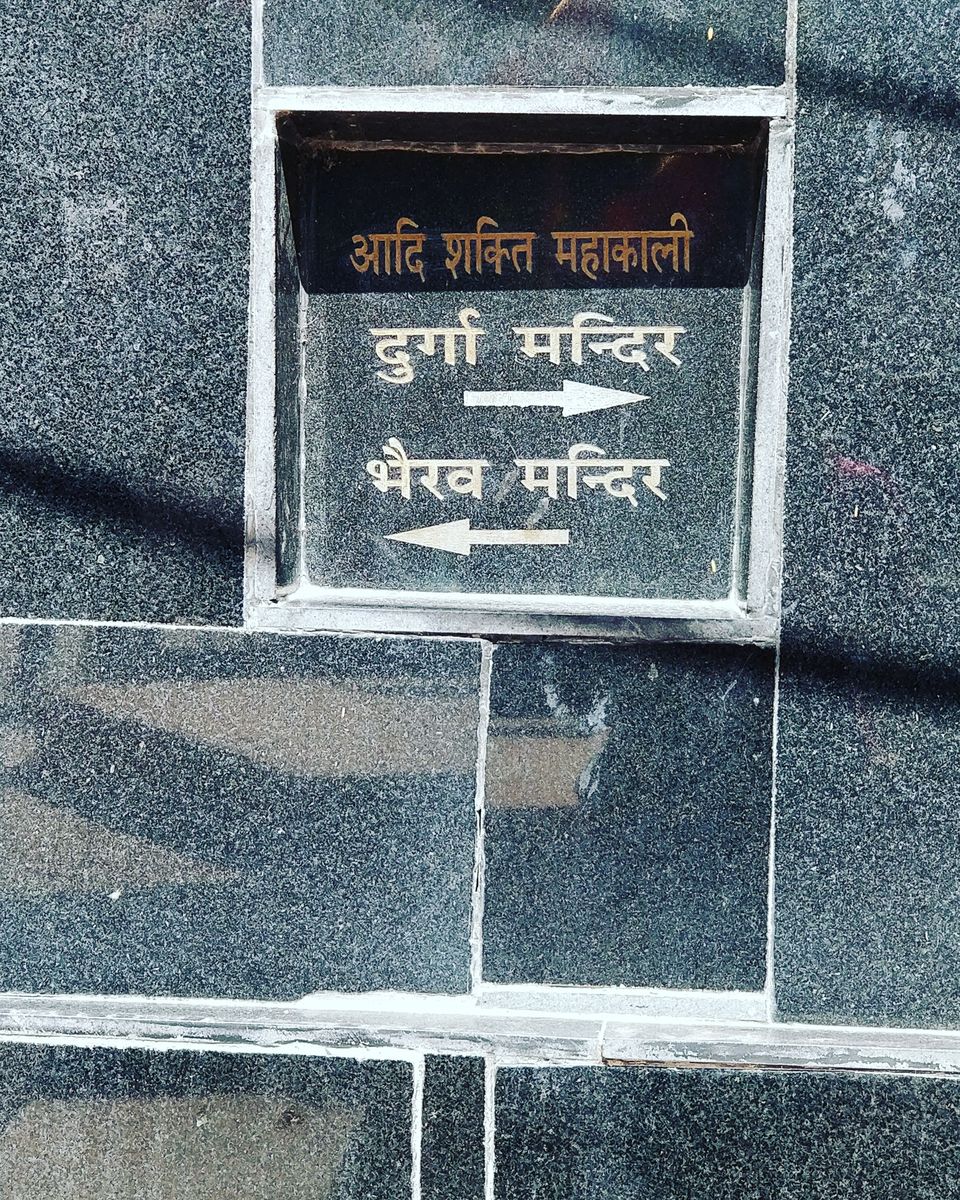 आदि शक्ति महाकाली
दुर्गा मन्दिर
भैरव मन्दिर